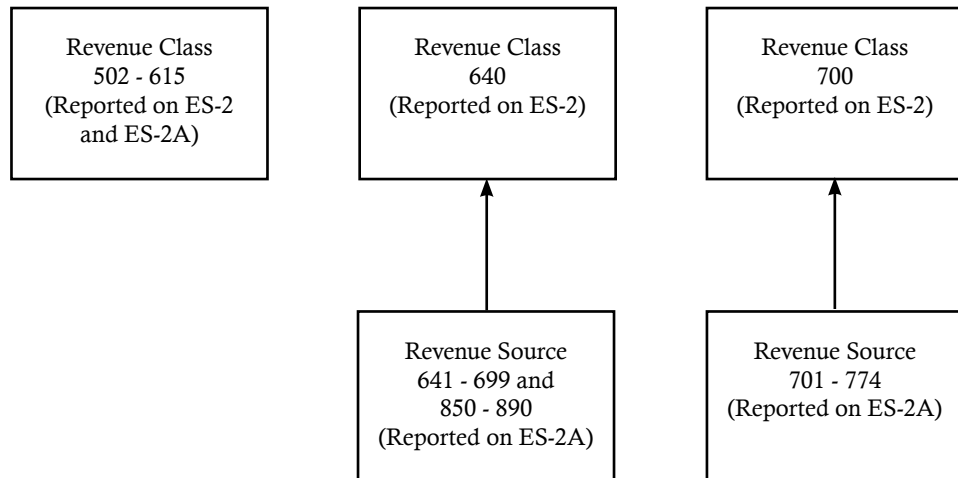 Revenue Class
502 - 615
(Reported on ES-2
and ES-2A)
Revenue Class
640
(Reported on ES-2)
Revenue Class
700
(Reported on ES-2)
Revenue Source
641 - 699 and
850 - 890
(Reported on ES-2A)
Revenue Source
701 - 774
(Reported on ES-2A)